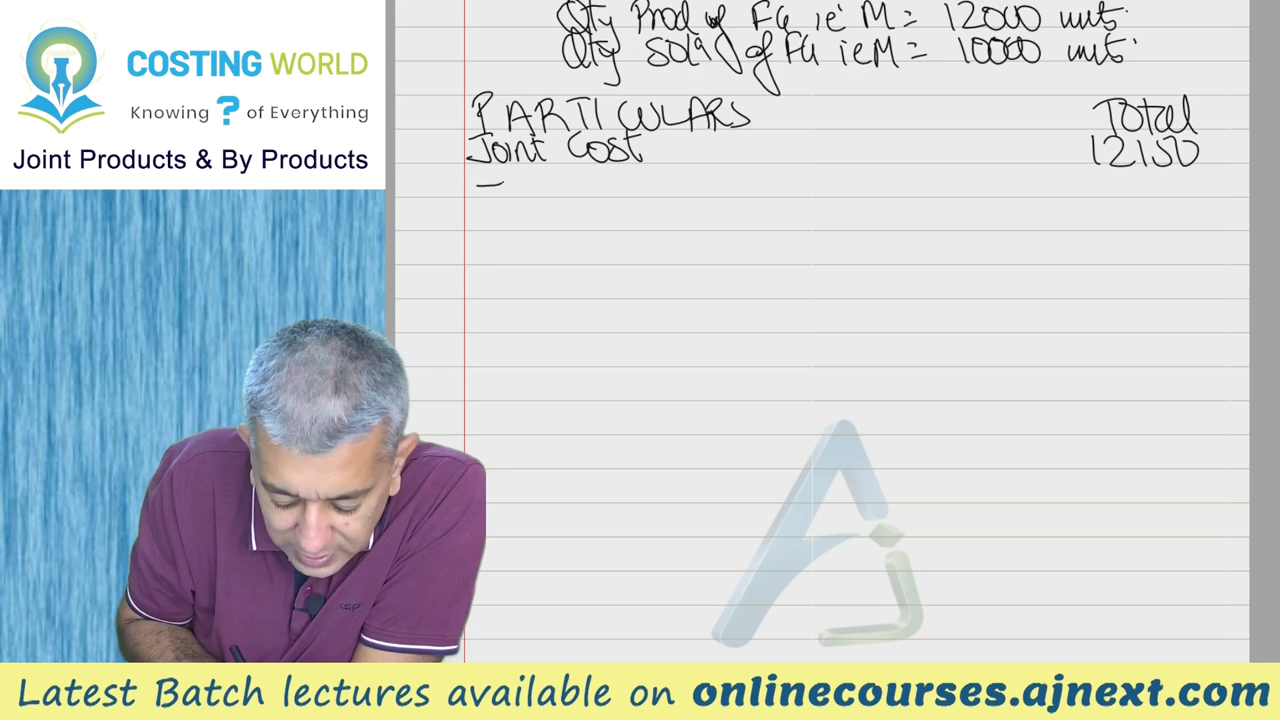 COSTING WORLD
Knowing ? of Everything
Joint Products & By Products
Qty Prod of FG ie M = 12000 units.
Qty sold of FG ie M = 10000 units.
PARTICULARS Total
Joint Cost 12150
Latest Batch lectures available on onlinecourses.ajnext.com